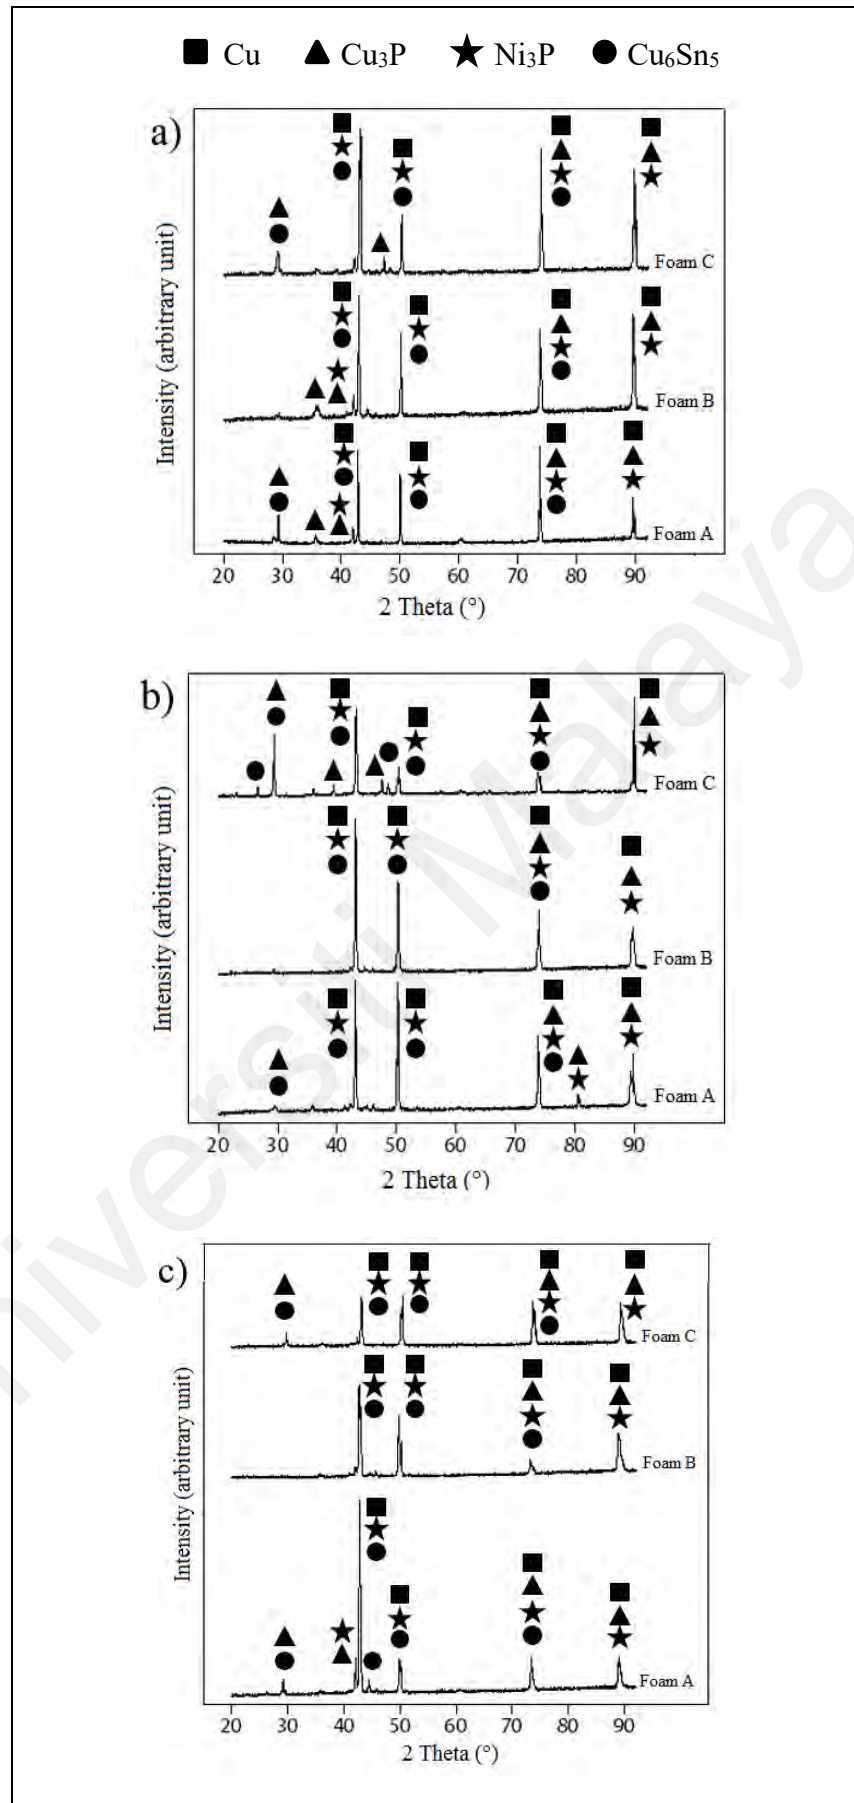 Cu Cu₃P Ni₃P Cu₆Sn₅
a)
Intensity (arbitrary unit)
Foam C
Foam B
Foam A
20 30 40 50 60 70 80 90
2 Theta (°)
b)
Intensity (arbitrary unit)
Foam C
Foam B
Foam A
20 30 40 50 60 70 80 90
2 Theta (°)
c)
Intensity (arbitrary unit)
Foam C
Foam B
Foam A
20 30 40 50 60 70 80 90
2 Theta (°)
Universiti Malaya